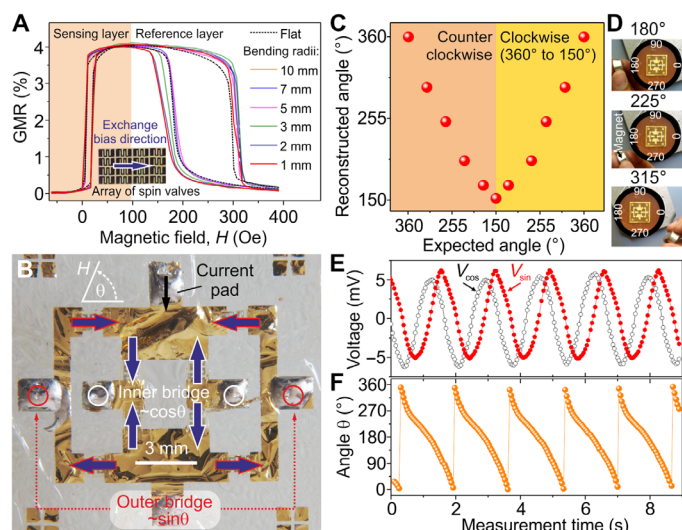 A
Sensing layer
Reference layer
Flat
Bending radii:
10 mm
7 mm
5 mm
3 mm
2 mm
1 mm
GMR (%)
4
3
2
1
0
Exchange
bias direction
Array of spin valves
0
100
200
300
400
Magnetic field, H (Oe)
B
H
θ
Current
pad
Inner bridge
~cosθ
3 mm
Outer bridge
~sinθ
C
Counter
clockwise
Clockwise
(360° to 150°)
Reconstructed angle (°)
360
255
150
360
255
150
255
360
Expected angle (°)
D
180°
90
180
0
270
225°
Magnet
90
180
0
270
315°
90
180
0
270
E
Vcos
Vsin
Voltage (mV)
5
0
−5
F
Angle θ (°)
360
270
180
90
0
0
2
4
6
8
Measurement time (s)